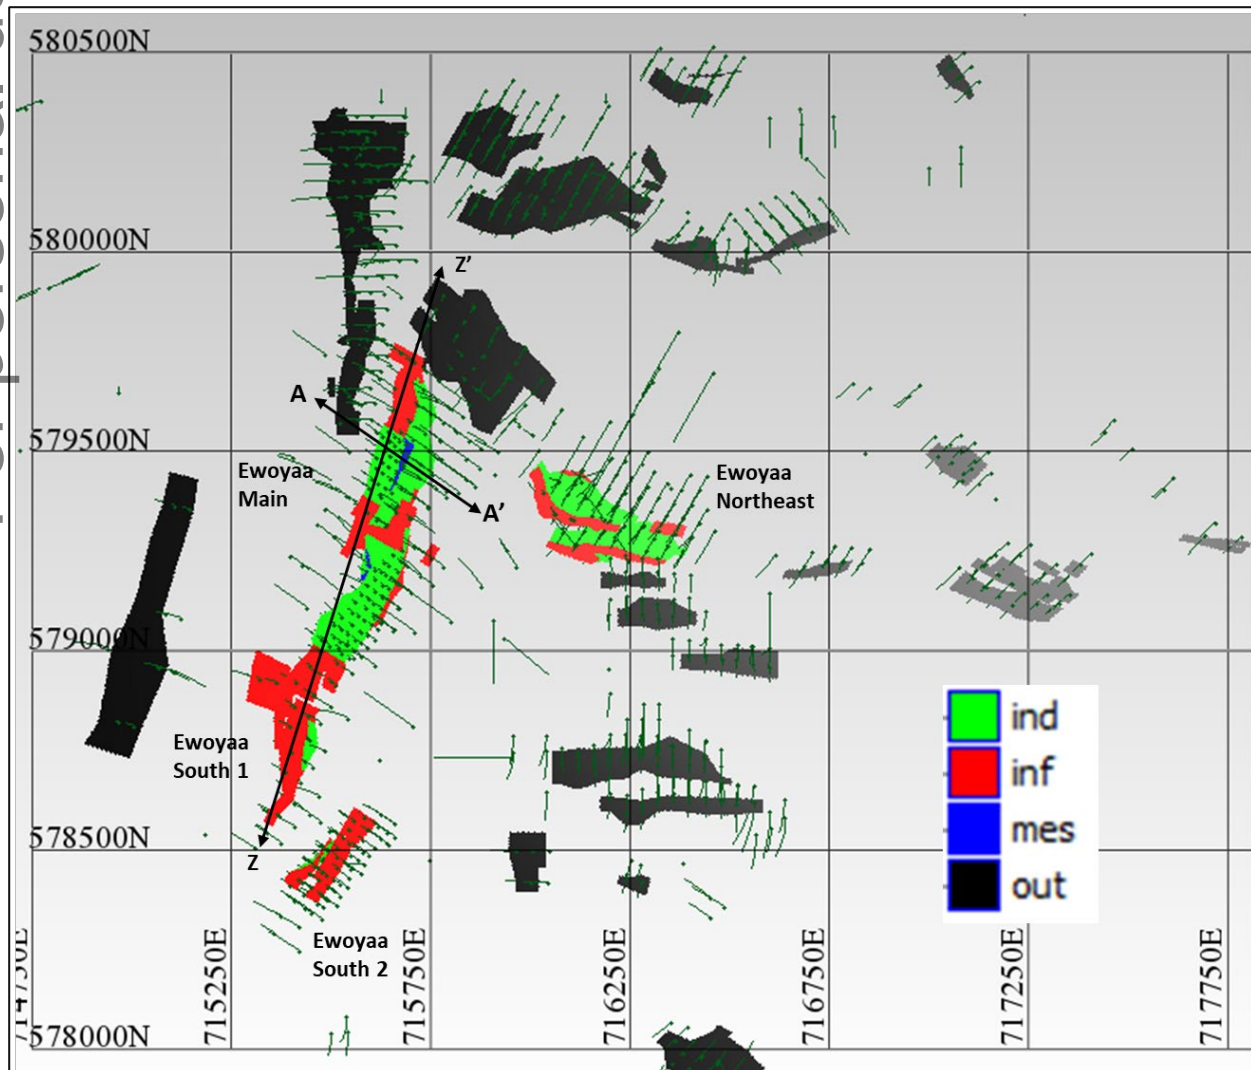 580500N
580000N
Z'
A
579500N
Ewoyaa
Main
A'
Ewoyaa
Northeast
579000N
ind
inf
mes
out
Ewoyaa
South 1
578500N
Z
Ewoyaa
South 2
715250E
715750E
716250E
716750E
717250E
717750E
578000N